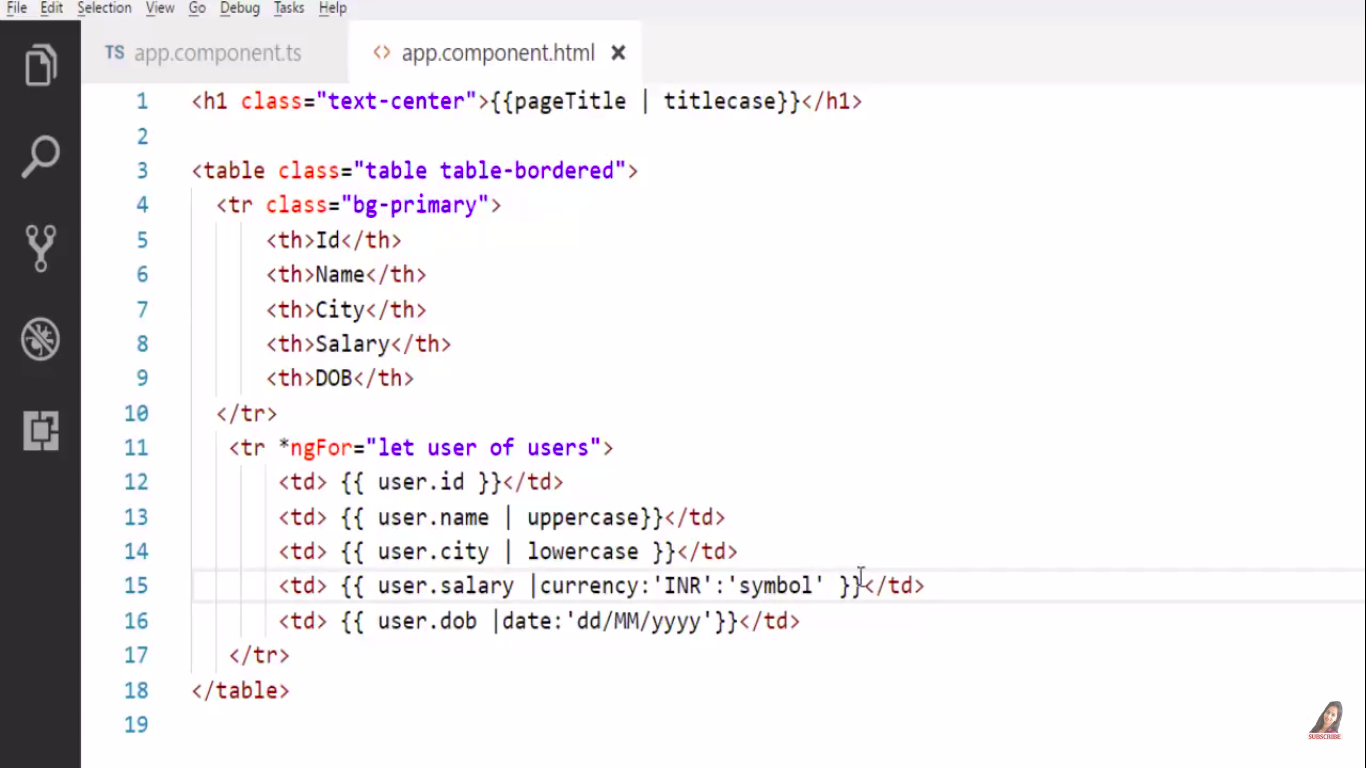 File Edit Selection View Go Debug Tasks Help
TS app.component.ts <> app.component.html ×
1 <h1 class="text-center">{{pageTitle | titlecase}}</h1>
2
3 <table class="table table-bordered">
4 <tr class="bg-primary">
5 <th>Id</th>
6 <th>Name</th>
7 <th>City</th>
8 <th>Salary</th>
9 <th>DOB</th>
10 </tr>
11 <tr *ngFor="let user of users">
12 <td> {{ user.id }}</td>
13 <td> {{ user.name | uppercase}}</td>
14 <td> {{ user.city | lowercase }}</td>
15 <td> {{ user.salary |currency:'INR':'symbol' }}</td>
16 <td> {{ user.dob |date:'dd/MM/yyyy'}}</td>
17 </tr>
18 </table>
19
SUBSCRIBE